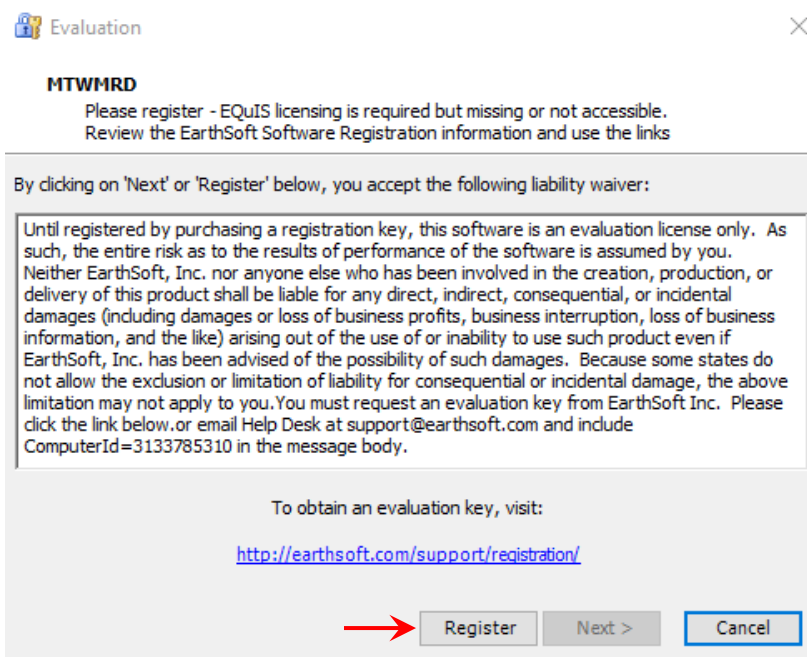 Evaluation
MTWMRD
Please register - EQuIS licensing is required but missing or not accessible.
Review the EarthSoft Software Registration information and use the links
By clicking on 'Next' or 'Register' below, you accept the following liability waiver:
Until registered by purchasing a registration key, this software is an evaluation license only.  As
such, the entire risk as to the results of performance of the software is assumed by you.
Neither EarthSoft, Inc. nor anyone else who has been involved in the creation, production, or
delivery of this product shall be liable for any direct, indirect, consequential, or incidental
damages (including damages or loss of business profits, business interruption, loss of business
information, and the like) arising out of the use of or inability to use such product even if
EarthSoft, Inc. has been advised of the possibility of such damages.  Because some states do
not allow the exclusion or limitation of liability for consequential or incidental damage, the above
limitation may not apply to you.You must request an evaluation key from EarthSoft Inc.  Please
click the link below.or email Help Desk at support@earthsoft.com and include
ComputerId=3133785310 in the message body.
To obtain an evaluation key, visit:
http://earthsoft.com/support/registration/
Register Next > Cancel